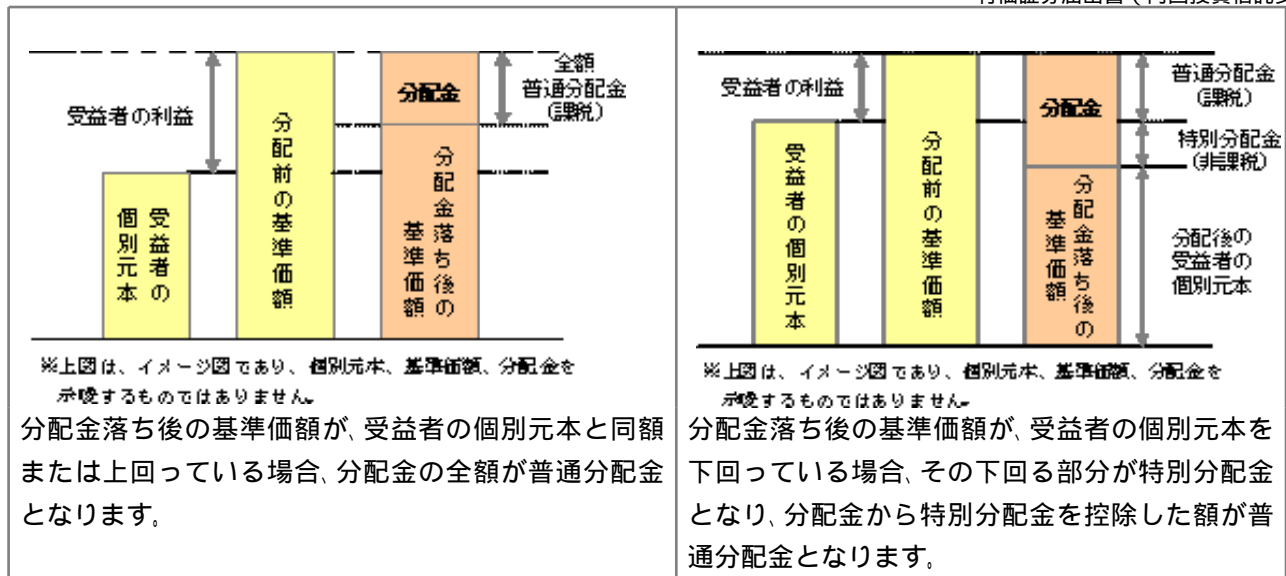 受益者の利益
受益者の
個別元本
分配前の基準価額
分配金
分配金落ち後の
基準価額
全額
普通分配金
(課税)
※上図は、イメージ図であり、個別元本、基準価額、分配金を
示唆するものではありません。
分配金落ち後の基準価額が、受益者の個別元本と同額
または上回っている場合、分配金の全額が普通分配金
となります。
受益者の利益
受益者の個別元本
分配前の基準価額
分配金
分配金落ち後の
基準価額
普通分配金
(課税)
特別分配金
(非課税)
分配後の
受益者の
個別元本
※上図は、イメージ図であり、個別元本、基準価額、分配金を
示唆するものではありません。
分配金落ち後の基準価額が、受益者の個別元本を
下回っている場合、その下回る部分が特別分配金
となり、分配金から特別分配金を控除した額が普
通分配金となります。